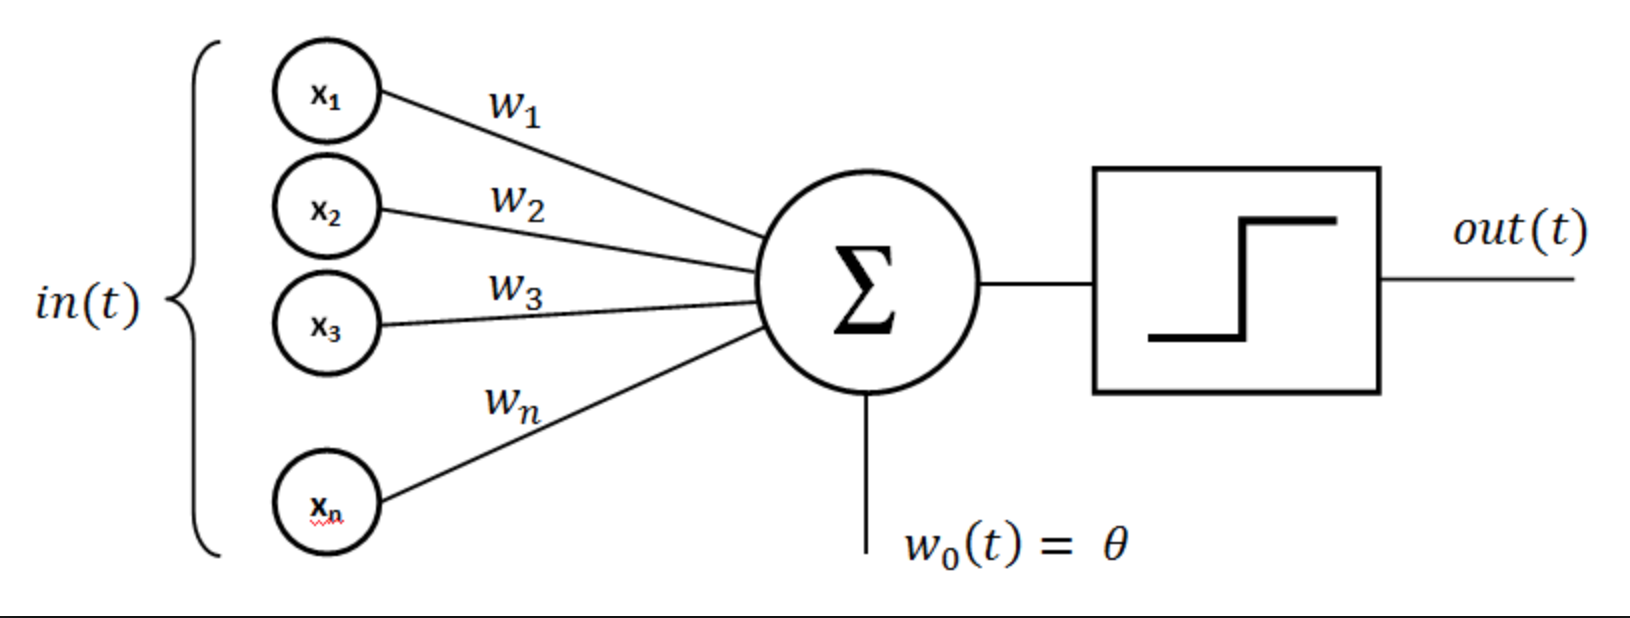 x₁
w₁
x₂
w₂
out(t)
in(t)
x₃
w₃
Σ
wₙ
xₙ
w₀(t) = θ